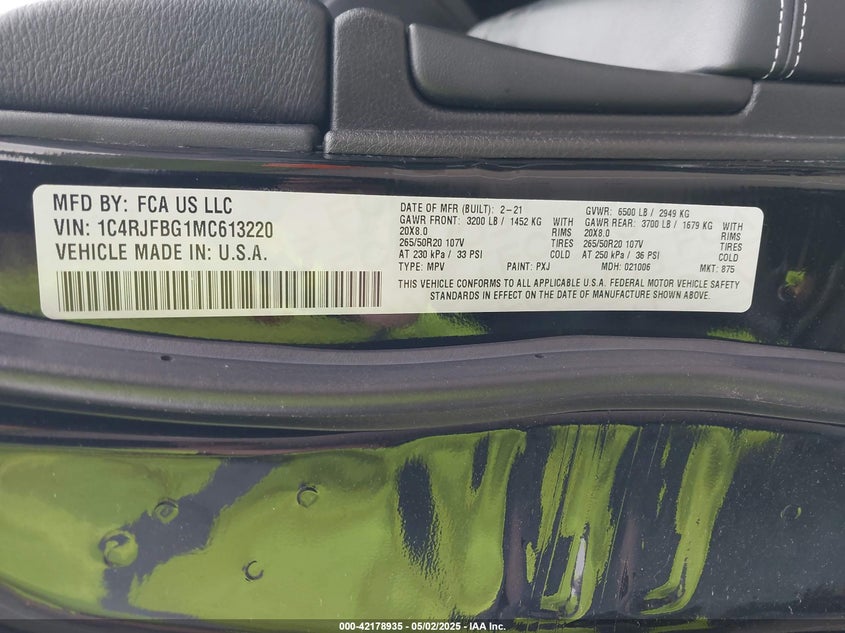 MFD BY: FCA US LLC
VIN: 1C4RJFBG1MC613220
VEHICLE MADE IN: U.S.A.
DATE OF MFR (BUILT): 2-21 GVWR: 6500 LB / 2949 KG
GAWR FRONT: 3200 LB / 1452 KG WITH GAWR REAR: 3700 LB / 1679 KG WITH
20X8.0 RIMS 20X8.0 RIMS
265/50R20 107V TIRES 265/50R20 107V TIRES
AT 230 kPa / 33 PSI COLD AT 250 kPa / 36 PSI COLD
TYPE: MPV PAINT: PXJ MDH: 021006 MKT: 875
THIS VEHICLE CONFORMS TO ALL APPLICABLE U.S.A. FEDERAL MOTOR VEHICLE SAFETY
STANDARDS IN EFFECT ON THE DATE OF MANUFACTURE SHOWN ABOVE.
000-42178935 - 05/02/2025 - IAA Inc.